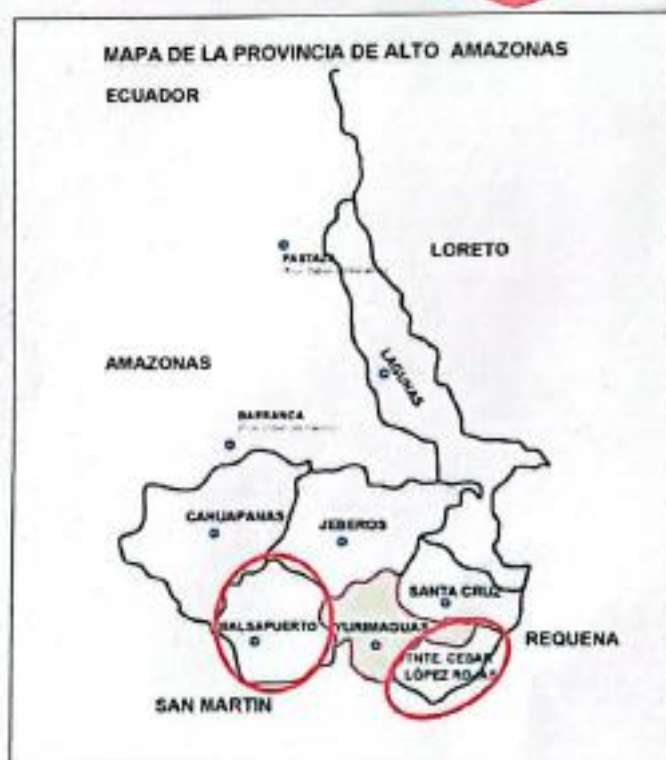 MAPA DE LA PROVINCIA DE ALTO AMAZONAS
ECUADOR
LORETO
PASTAZA
AMAZONAS
LAGUNAS
BARRANCA
CAHUAPANAS
JEBEROS
SANTA CRUZ
BALSAPUERTO
YURIMAGUAS
REQUENA
TNTE. CESAR
LÓPEZ ROJAS
SAN MARTIN